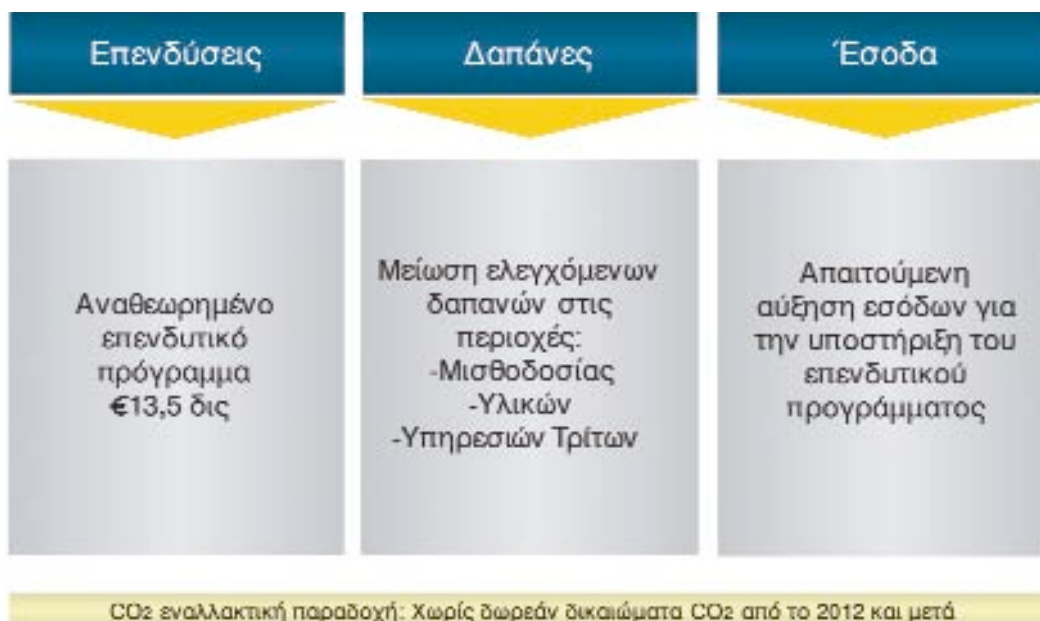 Επενδύσεις
Αναθεωρημένο
επενδυτικό
πρόγραμμα
€13,5 δις
Δαπάνες
Μείωση ελεγχόμενων
δαπανών στις
περιοχές:
-Μισθοδοσίας
-Υλικών
-Υπηρεσιών Τρίτων
Έσοδα
Απαιτούμενη
αύξηση εσόδων για
την υποστήριξη του
επενδυτικού
προγράμματος
CO2 εναλλακτική παραδοχή: Χωρίς δωρεάν δικαιώματα CO2 από το 2012 και μετά